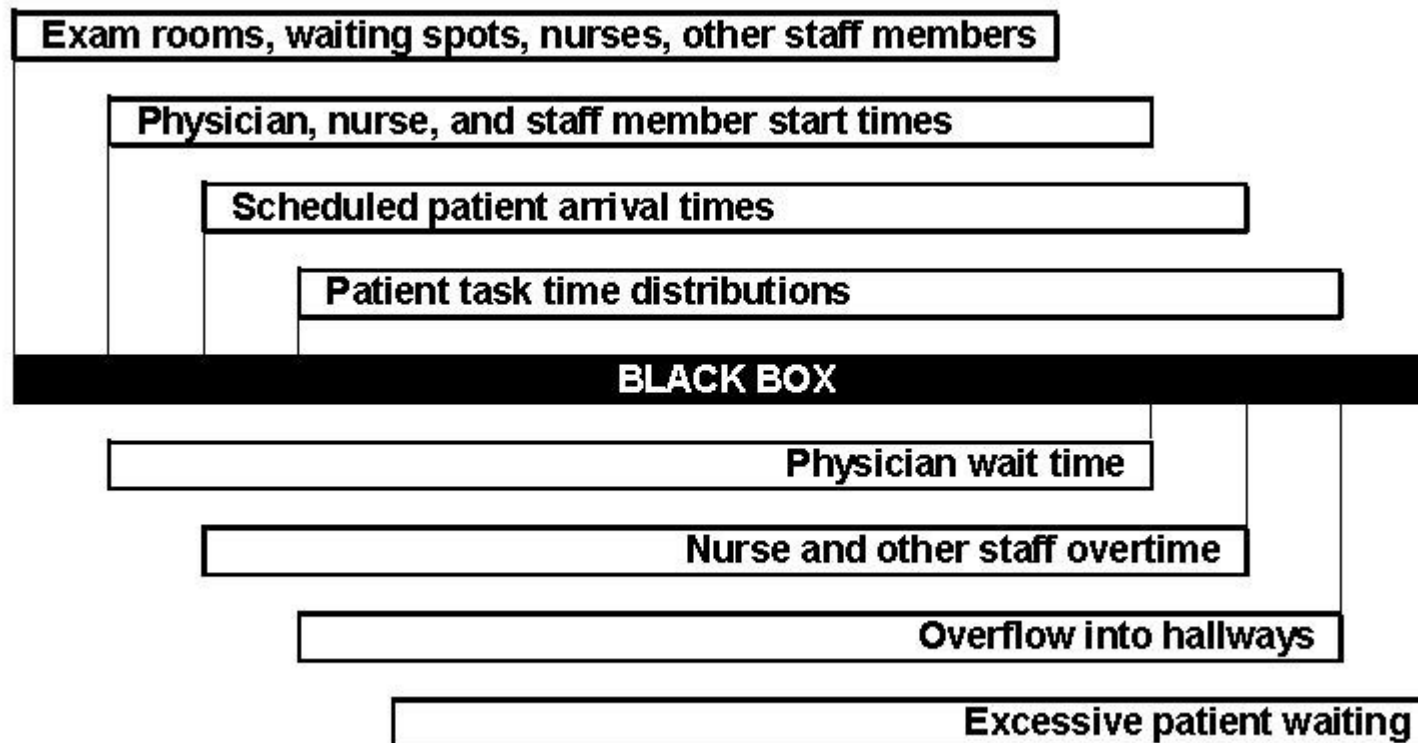 Exam rooms, waiting spots, nurses, other staff members
Physician, nurse, and staff member start times
Scheduled patient arrival times
Patient task time distributions
BLACK BOX
Physician wait time
Nurse and other staff overtime
Overflow into hallways
Excessive patient waiting